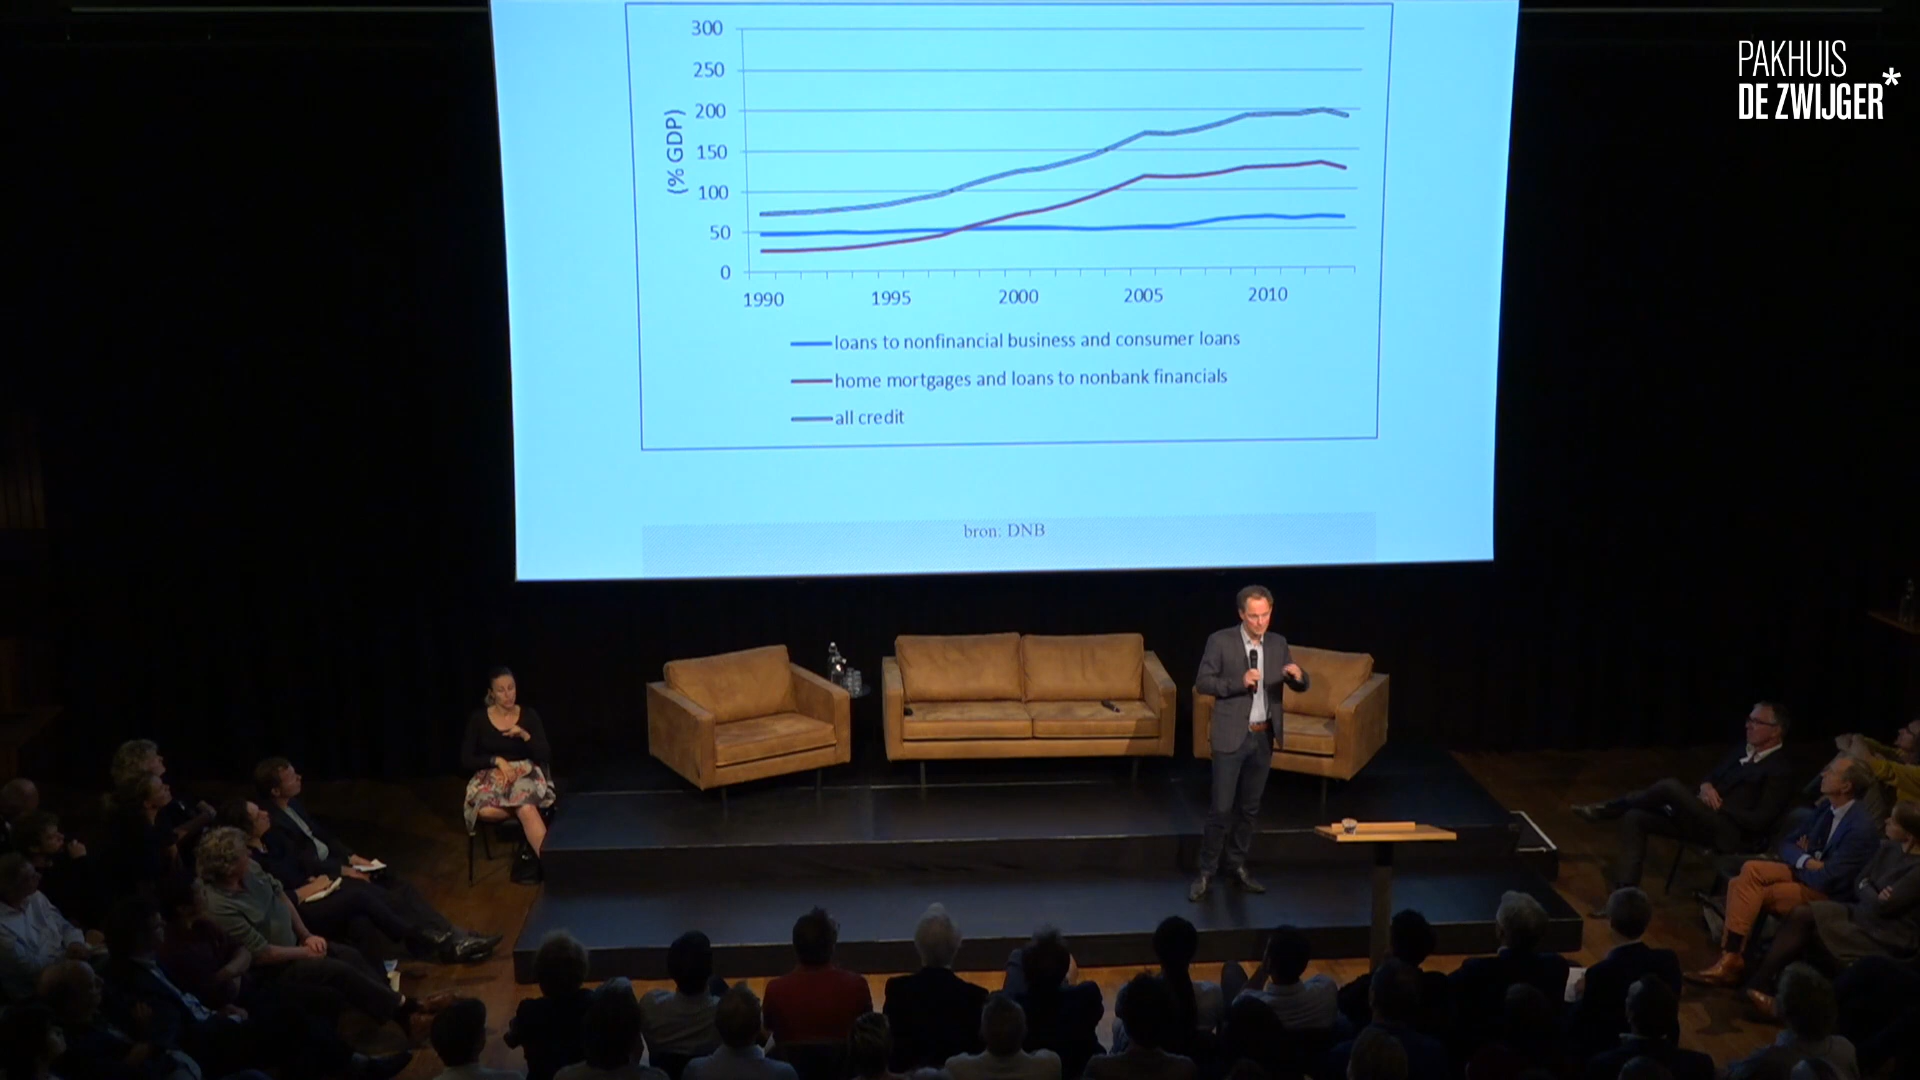 PAKHUIS
DE ZWIJGER*
300
250
200
150
100
50
0
(% GDP)
1990 1995 2000 2005 2010
loans to nonfinancial business and consumer loans
home mortgages and loans to nonbank financials
all credit
bron: DNB